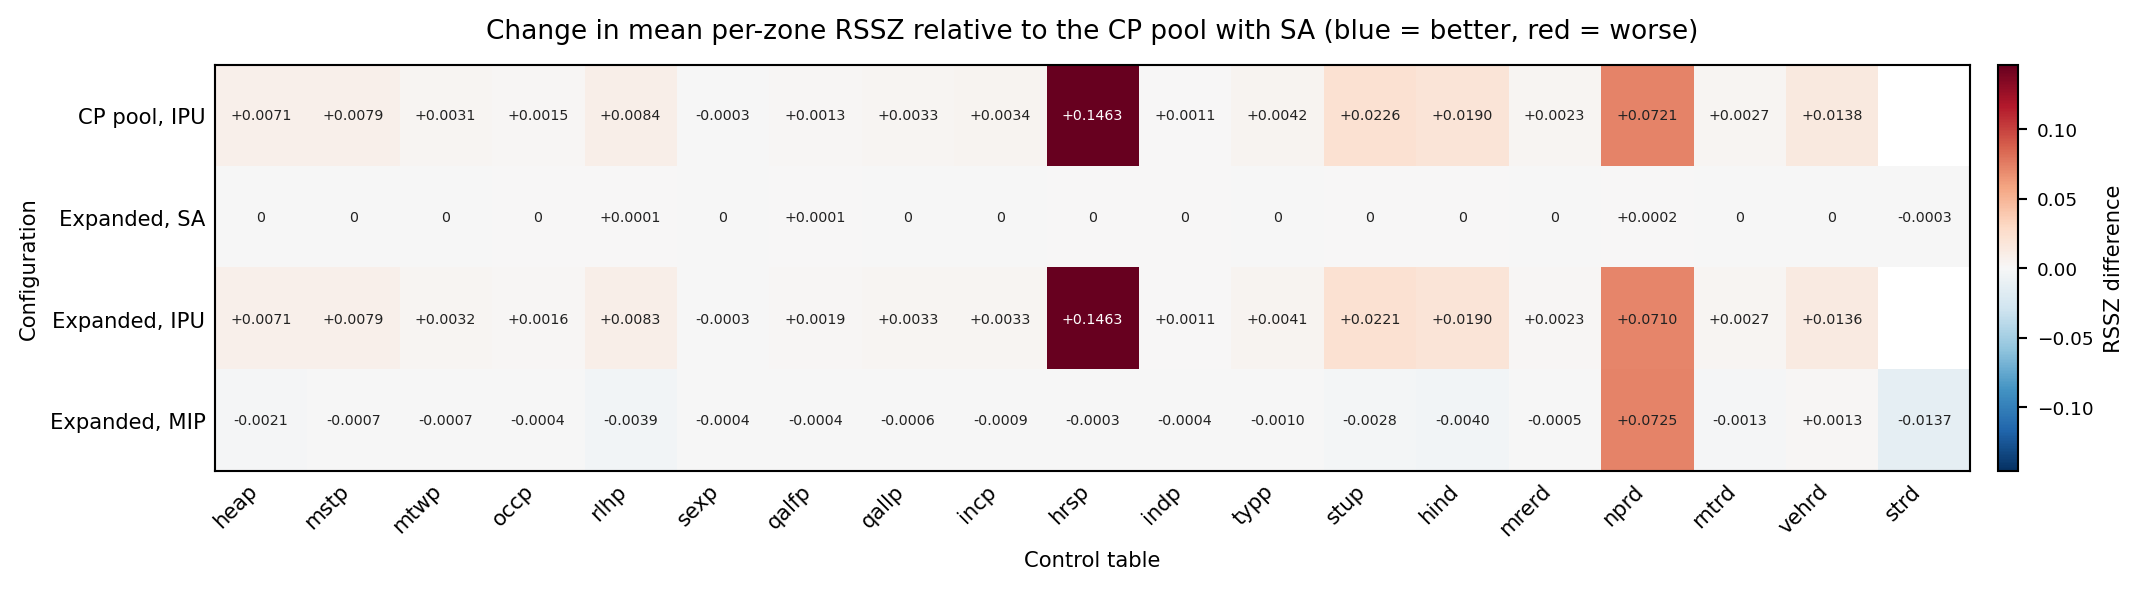 Change in mean per-zone RSSZ relative to the CP pool with SA (blue = better, red = worse)
Configuration
CP pool, IPU +0.0071 +0.0079 +0.0031 +0.0015 +0.0084 -0.0003 +0.0013 +0.0033 +0.0034 +0.1463 +0.0011 +0.0042 +0.0226 +0.0190 +0.0023 +0.0721 +0.0027 +0.0138
Expanded, SA 0 0 0 0 +0.0001 0 +0.0001 0 0 0 0 0 0 0 0 +0.0002 0 0 -0.0003
Expanded, IPU +0.0071 +0.0079 +0.0032 +0.0016 +0.0083 -0.0003 +0.0019 +0.0033 +0.0033 +0.1463 +0.0011 +0.0041 +0.0221 +0.0190 +0.0023 +0.0710 +0.0027 +0.0136
Expanded, MIP -0.0021 -0.0007 -0.0007 -0.0004 -0.0039 -0.0004 -0.0004 -0.0006 -0.0009 -0.0003 -0.0004 -0.0010 -0.0028 -0.0040 -0.0005 +0.0725 -0.0013 +0.0013 -0.0137
heap mstp mtwp occp rlhp sexp qalfp qallp incp hrsp indp typp stup hind mrerd nprd rntrd vehrd strd
Control table
0.10
0.05
0.00
−0.05
−0.10
RSSZ difference